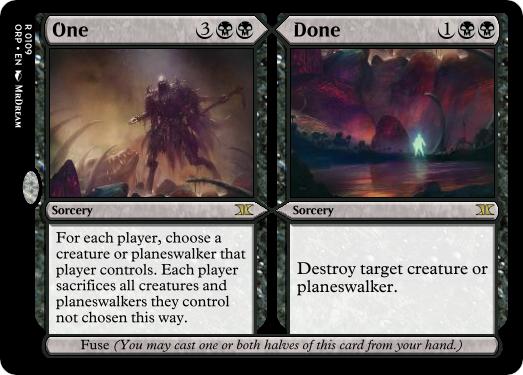 One 3
Sorcery
For each player, choose a
creature or planeswalker that
player controls. Each player
sacrifices all creatures and
planeswalkers they control
not chosen this way.
Done 1
Sorcery
Destroy target creature or
planeswalker.
Fuse (You may cast one or both halves of this card from your hand.)
R 0109
ORP • EN MrDream